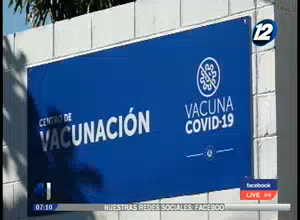 12
CENTRO DE
VACUNACIÓN
VACUNA
COVID-19
facebook
LIVE
07:10
NUESTRAS REDES SOCIALES: FACEBOO